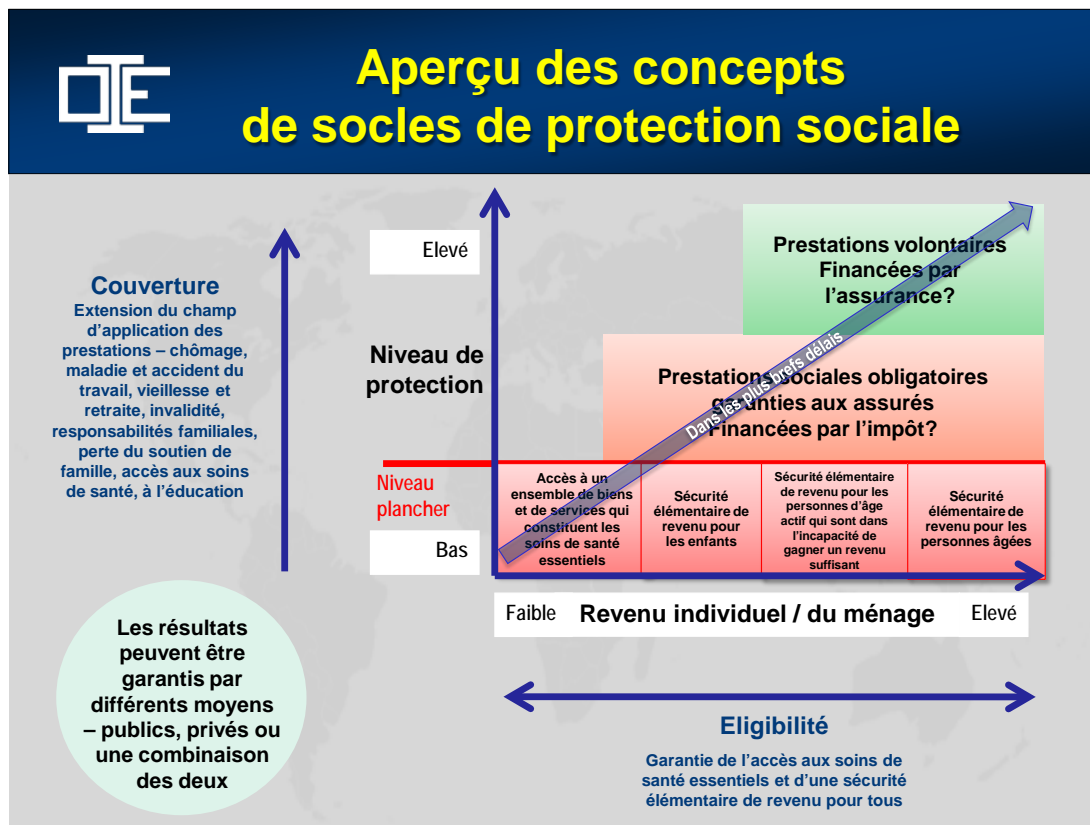 OIE
Aperçu des concepts
de socles de protection sociale
Couverture
Extension du champ
d’application des
prestations – chômage,
maladie et accident du
travail, vieillesse et
retraite, invalidité,
responsabilités familiales,
perte du soutien de
famille, accès aux soins
de santé, à l’éducation
Les résultats
peuvent être
garantis par
différents moyens
– publics, privés ou
une combinaison
des deux
Elevé
Niveau de
protection
Niveau
plancher
Bas
Prestations volontaires
Financées par
l’assurance?
Prestations sociales obligatoires
garanties aux assurés
Financées par l’impôt?
Dans les plus brefs délais
Accès à un
ensemble de biens
et de services qui
constituent les
soins de santé
essentiels
Sécurité
élémentaire de
revenu pour
les enfants
Sécurité élémentaire
de revenu pour les
personnes d’âge
actif qui sont dans
l’incapacité de
gagner un revenu
suffisant
Sécurité
élémentaire de
revenu pour les
personnes âgées
Faible Revenu individuel / du ménage Elevé
Eligibilité
Garantie de l’accès aux soins de
santé essentiels et d’une sécurité
élémentaire de revenu pour tous